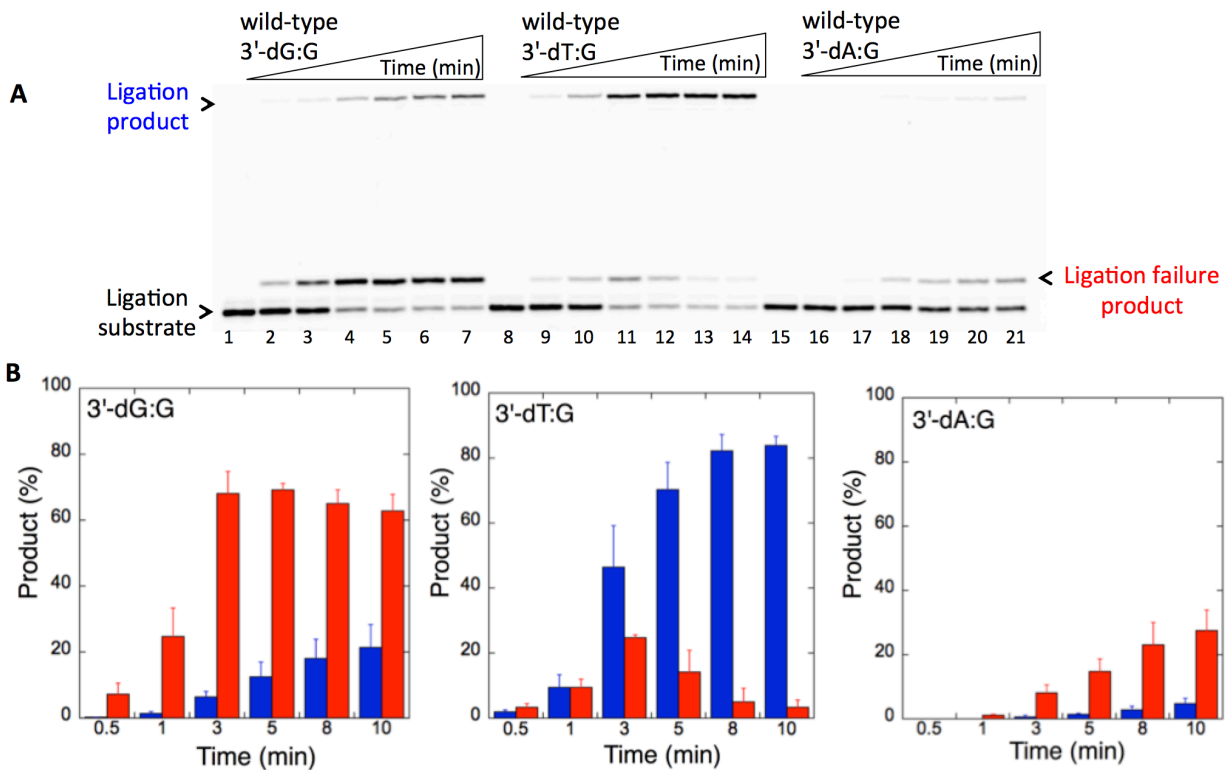 wild-type
3'-dG:G
Time (min)
wild-type
3'-dT:G
Time (min)
wild-type
3'-dA:G
Time (min)
A
Ligation
product
Ligation
substrate
Ligation failure
product
1 2 3 4 5 6 7 8 9 10 11 12 13 14 15 16 17 18 19 20 21
B
3'-dG:G
Product (%)
100
80
60
40
20
0
0.5 1 3 5 8 10
Time (min)
3'-dT:G
Product (%)
100
80
60
40
20
0
0.5 1 3 5 8 10
Time (min)
3'-dA:G
Product (%)
100
80
60
40
20
0
0.5 1 3 5 8 10
Time (min)